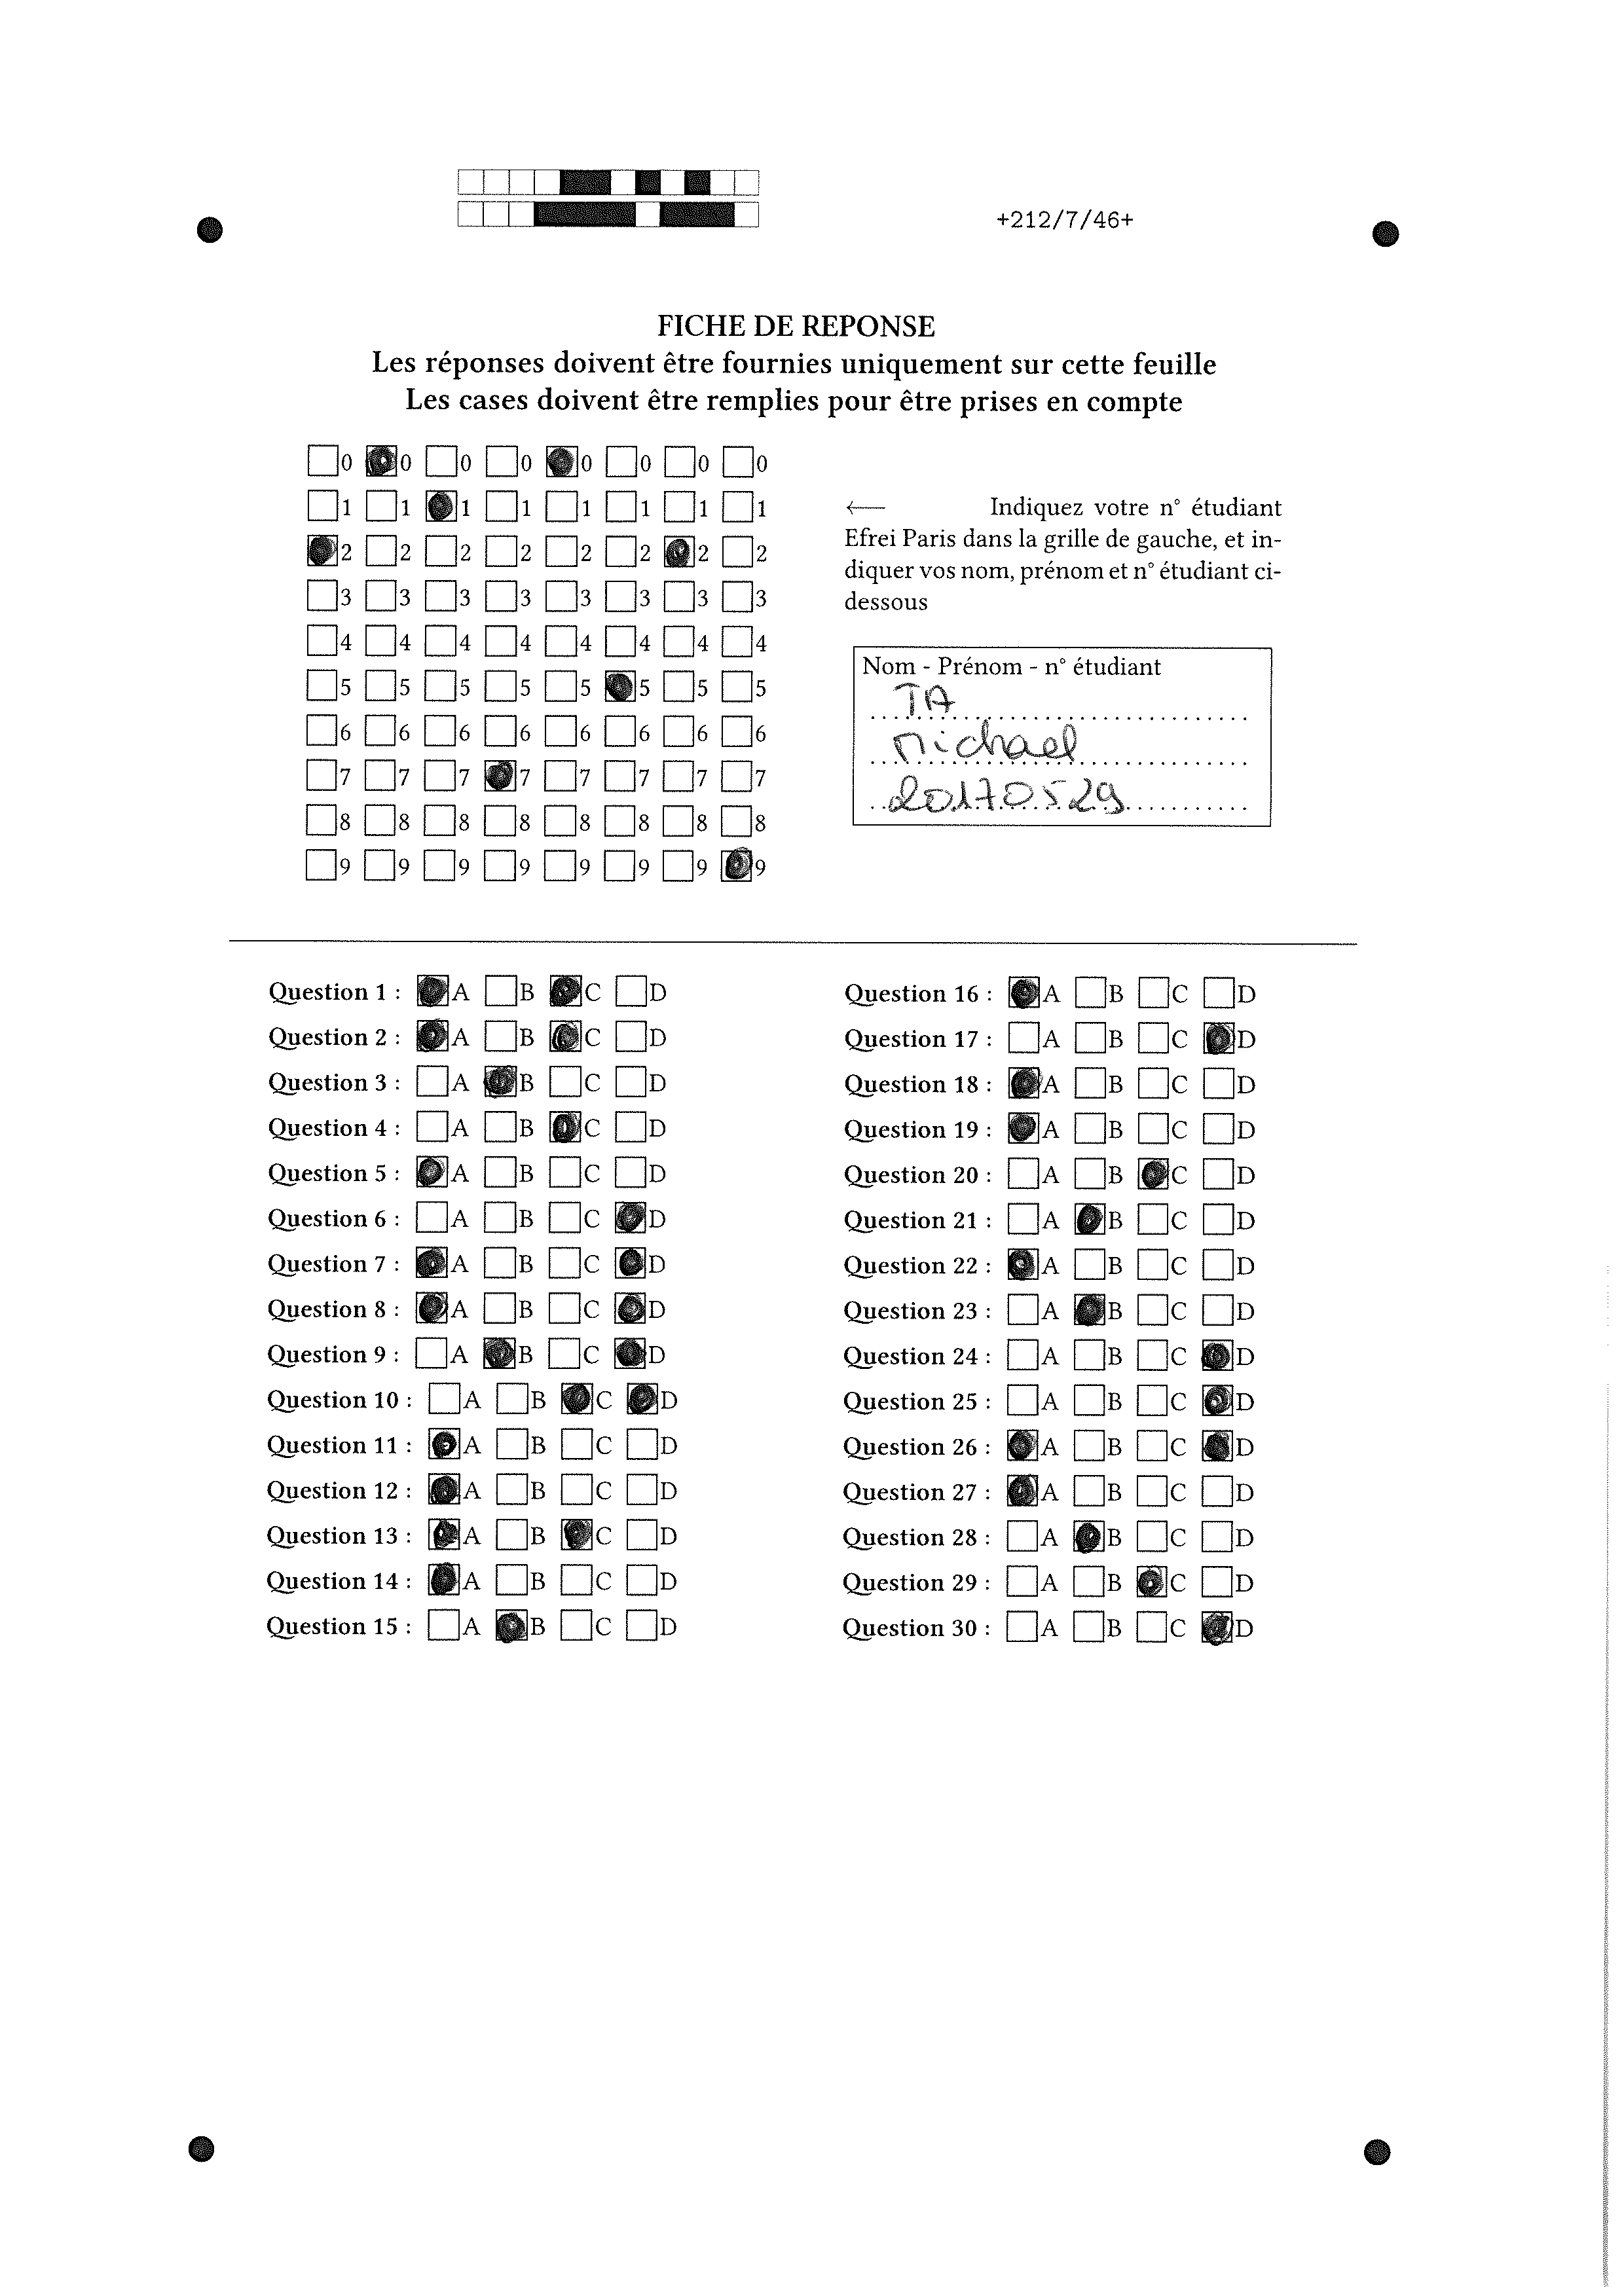 +212/7/46+
FICHE DE REPONSE
Les réponses doivent être fournies uniquement sur cette feuille
Les cases doivent être remplies pour être prises en compte
0 0 0 0 0 0 0 0
1 1 1 1 1 1 1 1
2 2 2 2 2 2 2 2
3 3 3 3 3 3 3 3
4 4 4 4 4 4 4 4
5 5 5 5 5 5 5 5
6 6 6 6 6 6 6 6
7 7 7 7 7 7 7 7
8 8 8 8 8 8 8 8
9 9 9 9 9 9 9 9
← Indiquez votre n° étudiant
Efrei Paris dans la grille de gauche, et in-
diquer vos nom, prénom et n° étudiant ci-
dessous
Nom - Prénom - n° étudiant
TA
Michael
20170529
Question 1 : A B C D
Question 2 : A B C D
Question 3 : A B C D
Question 4 : A B C D
Question 5 : A B C D
Question 6 : A B C D
Question 7 : A B C D
Question 8 : A B C D
Question 9 : A B C D
Question 10 : A B C D
Question 11 : A B C D
Question 12 : A B C D
Question 13 : A B C D
Question 14 : A B C D
Question 15 : A B C D
Question 16 : A B C D
Question 17 : A B C D
Question 18 : A B C D
Question 19 : A B C D
Question 20 : A B C D
Question 21 : A B C D
Question 22 : A B C D
Question 23 : A B C D
Question 24 : A B C D
Question 25 : A B C D
Question 26 : A B C D
Question 27 : A B C D
Question 28 : A B C D
Question 29 : A B C D
Question 30 : A B C D